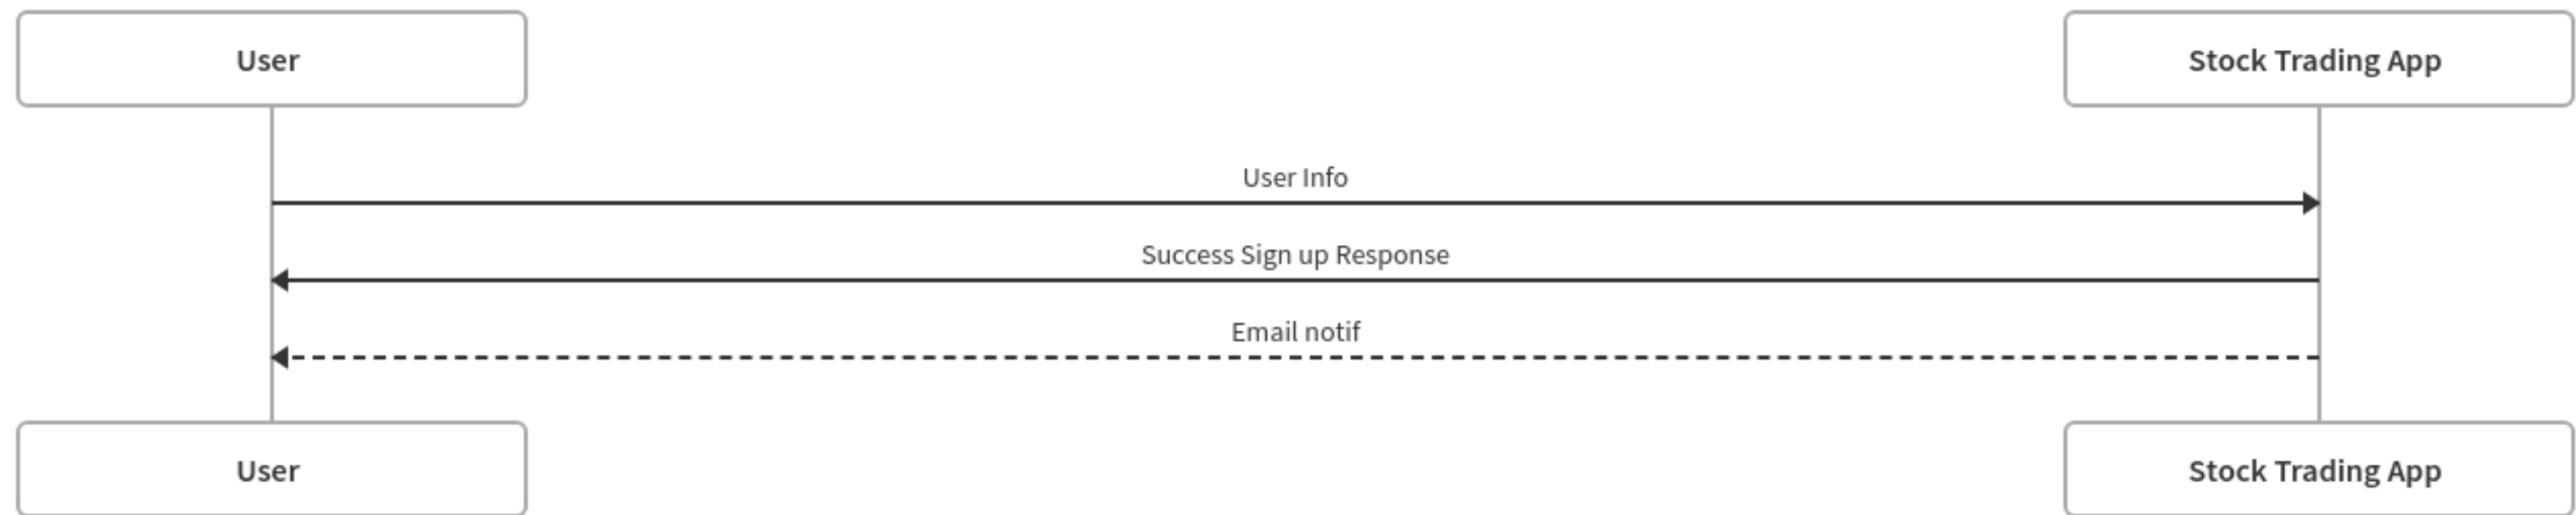 User
Stock Trading App
User Info
Success Sign up Response
Email notif
User
Stock Trading App